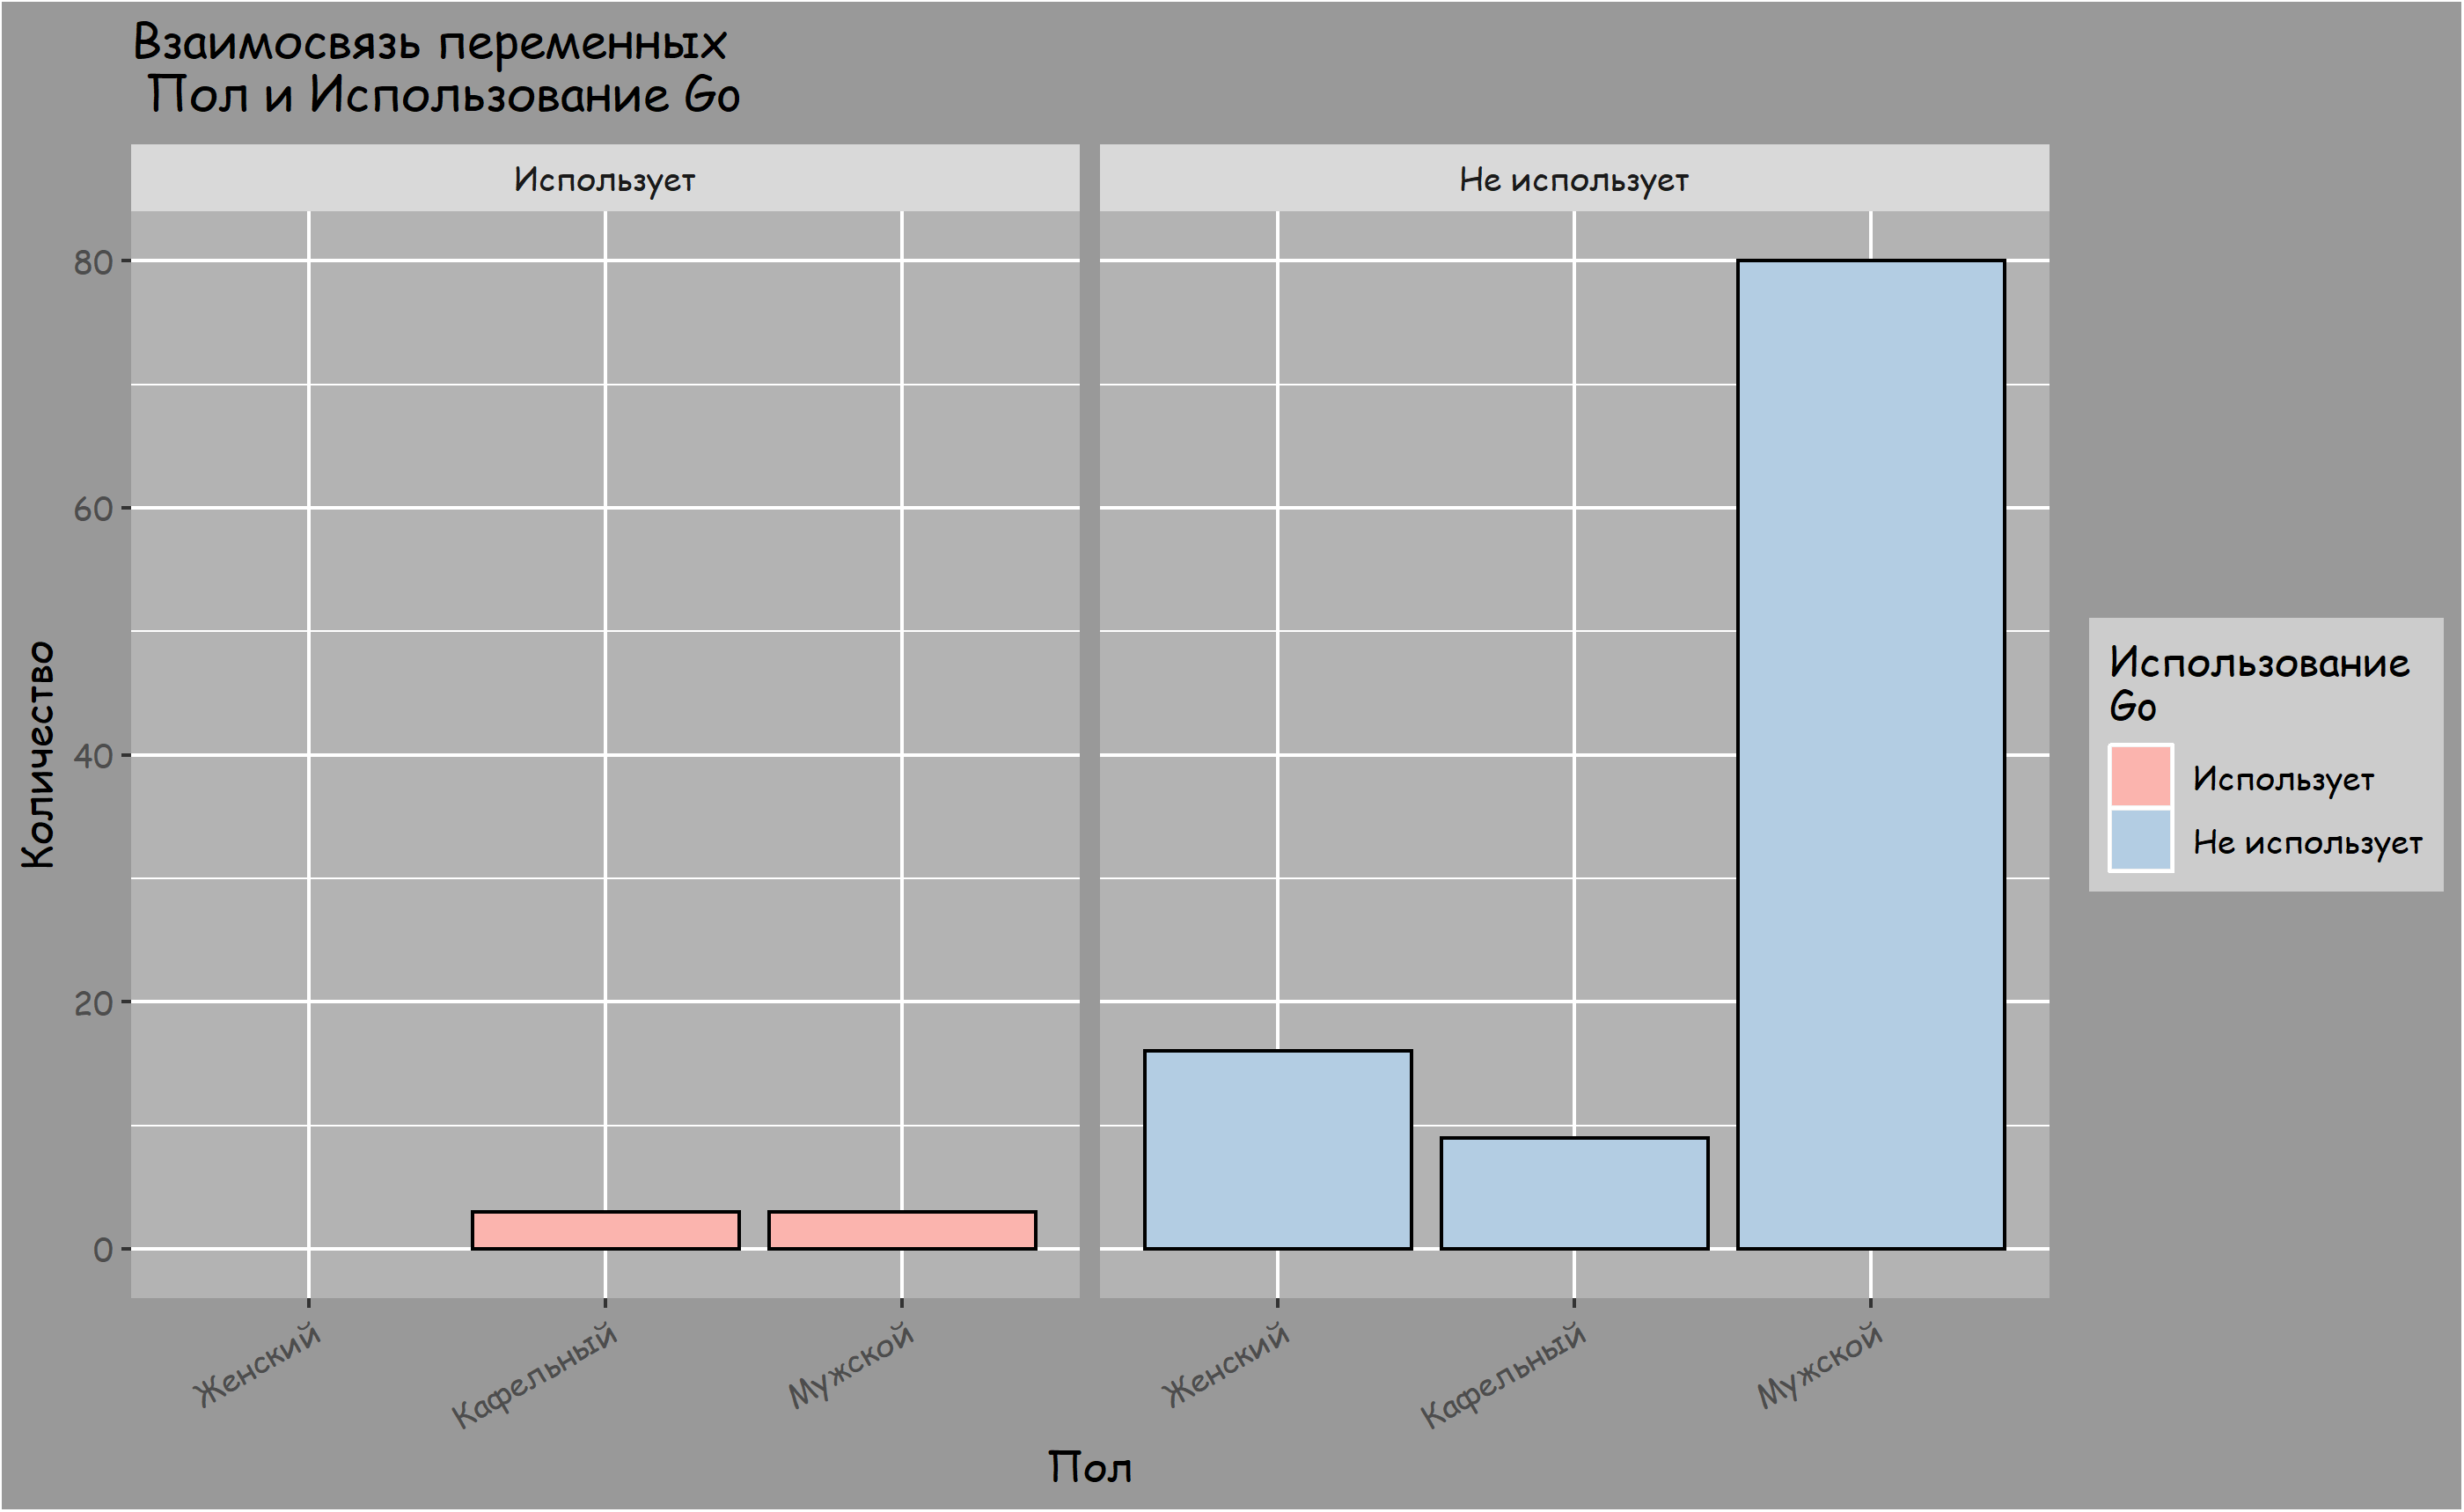 Взаимосвязь переменных
Пол и Использование Go
Использует
Не использует
Количество
80
60
40
20
0
Женский
Кафельный
Мужской
Женский
Кафельный
Мужской
Пол
Использование
Go
Использует
Не использует